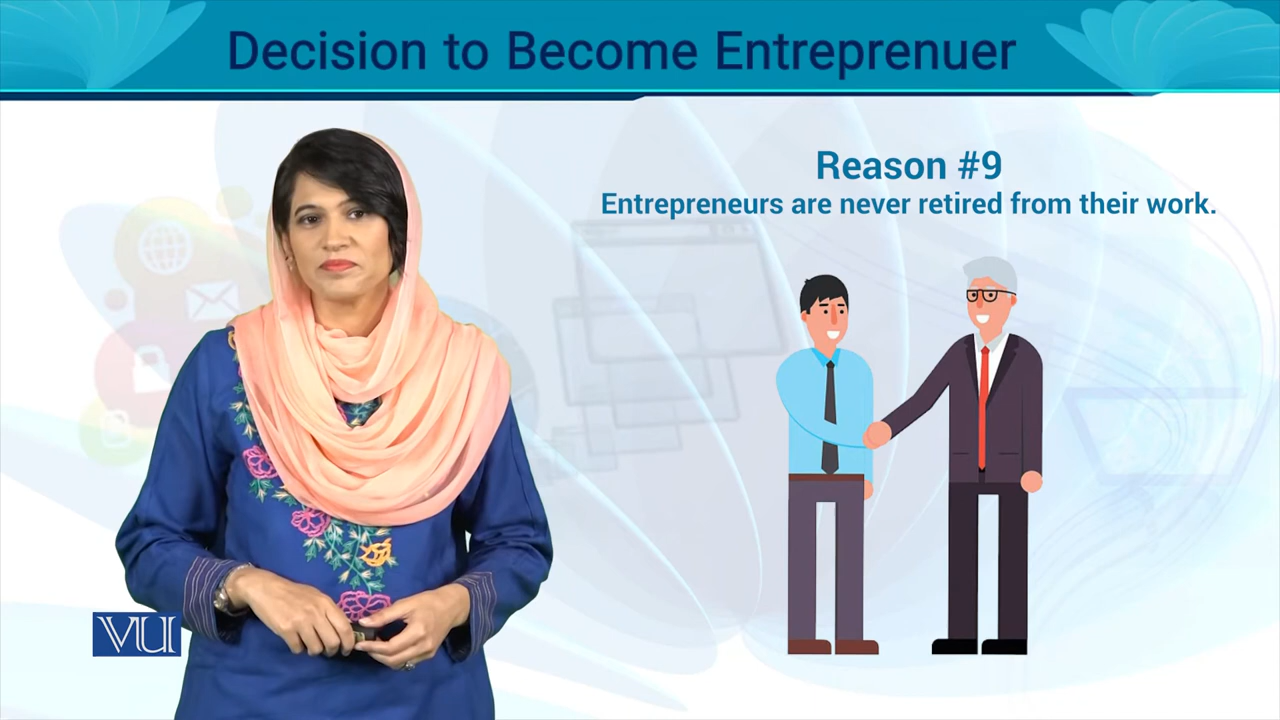 Decision to Become Entreprenuer
Reason #9
Entrepreneurs are never retired from their work.
VU